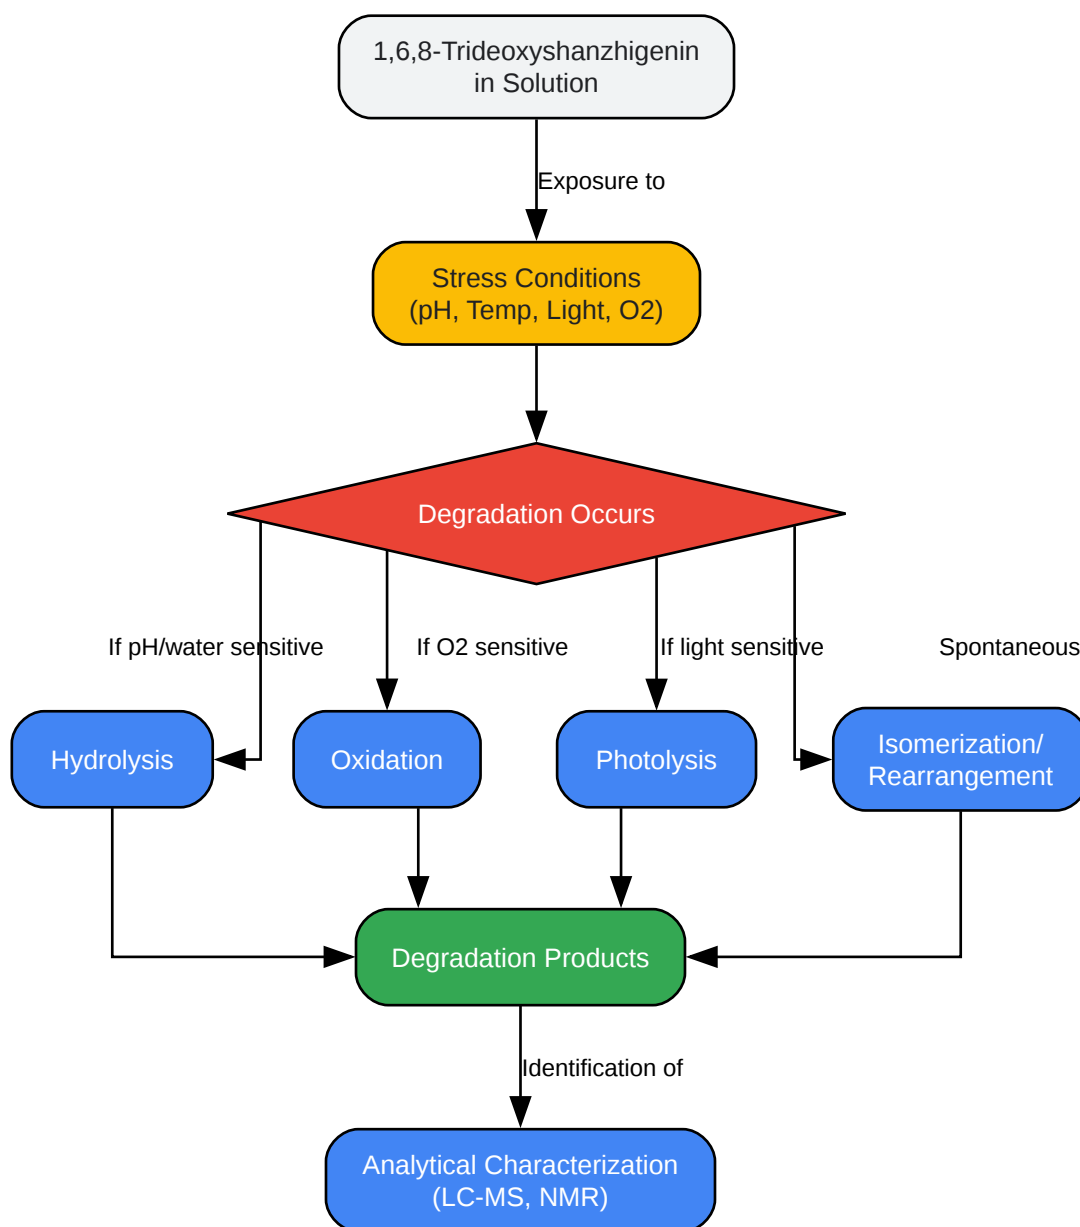 1,6,8-Trideoxyshanzhigenin
in Solution
Exposure to
Stress Conditions
(pH, Temp, Light, O2)
Degradation Occurs
If pH/water sensitive
If O2 sensitive
If light sensitive
Spontaneous
Hydrolysis
Oxidation
Photolysis
Isomerization/
Rearrangement
Degradation Products
Identification of
Analytical Characterization
(LC-MS, NMR)